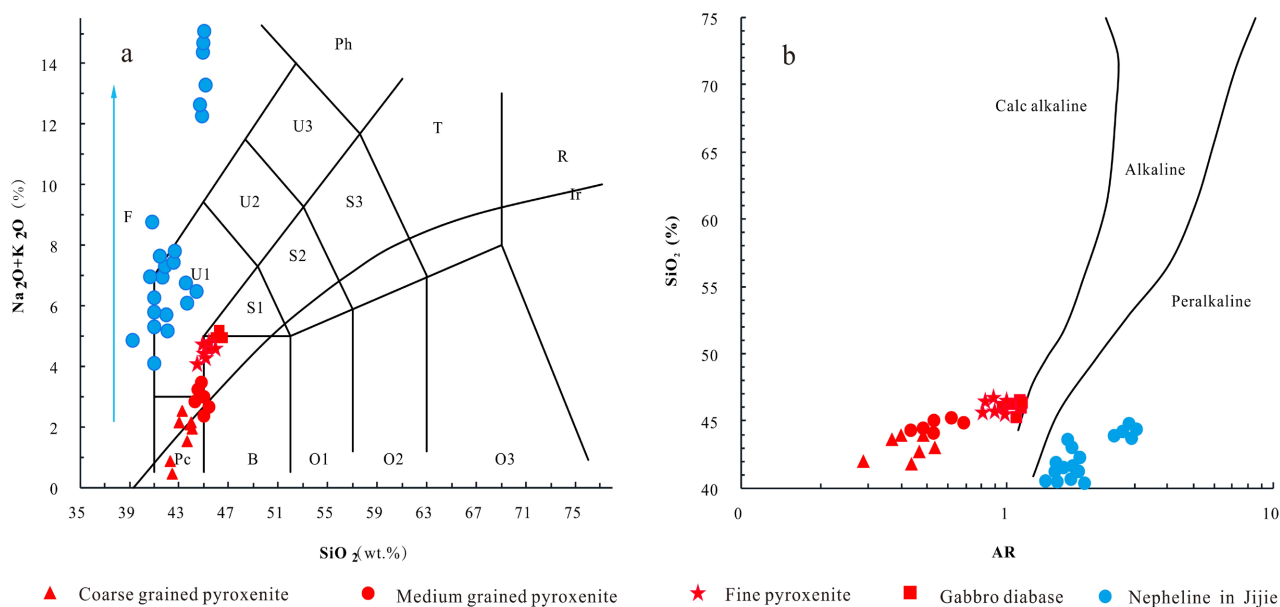 a
Ph
U3
T
R
Ir
U2
S3
F
S2
U1
S1
Pc
B
O1
O2
O3
14
12
10
8
6
4
2
0
Na2O+K2O (%)
35 39 43 47 51 55 59 63 67 71 75
SiO2(wt.%)
b
Calc alkaline
Alkaline
Peralkaline
75
70
65
60
55
50
45
40
SiO2 (%)
0 1 10
AR
Coarse grained pyroxenite Medium grained pyroxenite Fine pyroxenite Gabbro diabase Nepheline in Jijie